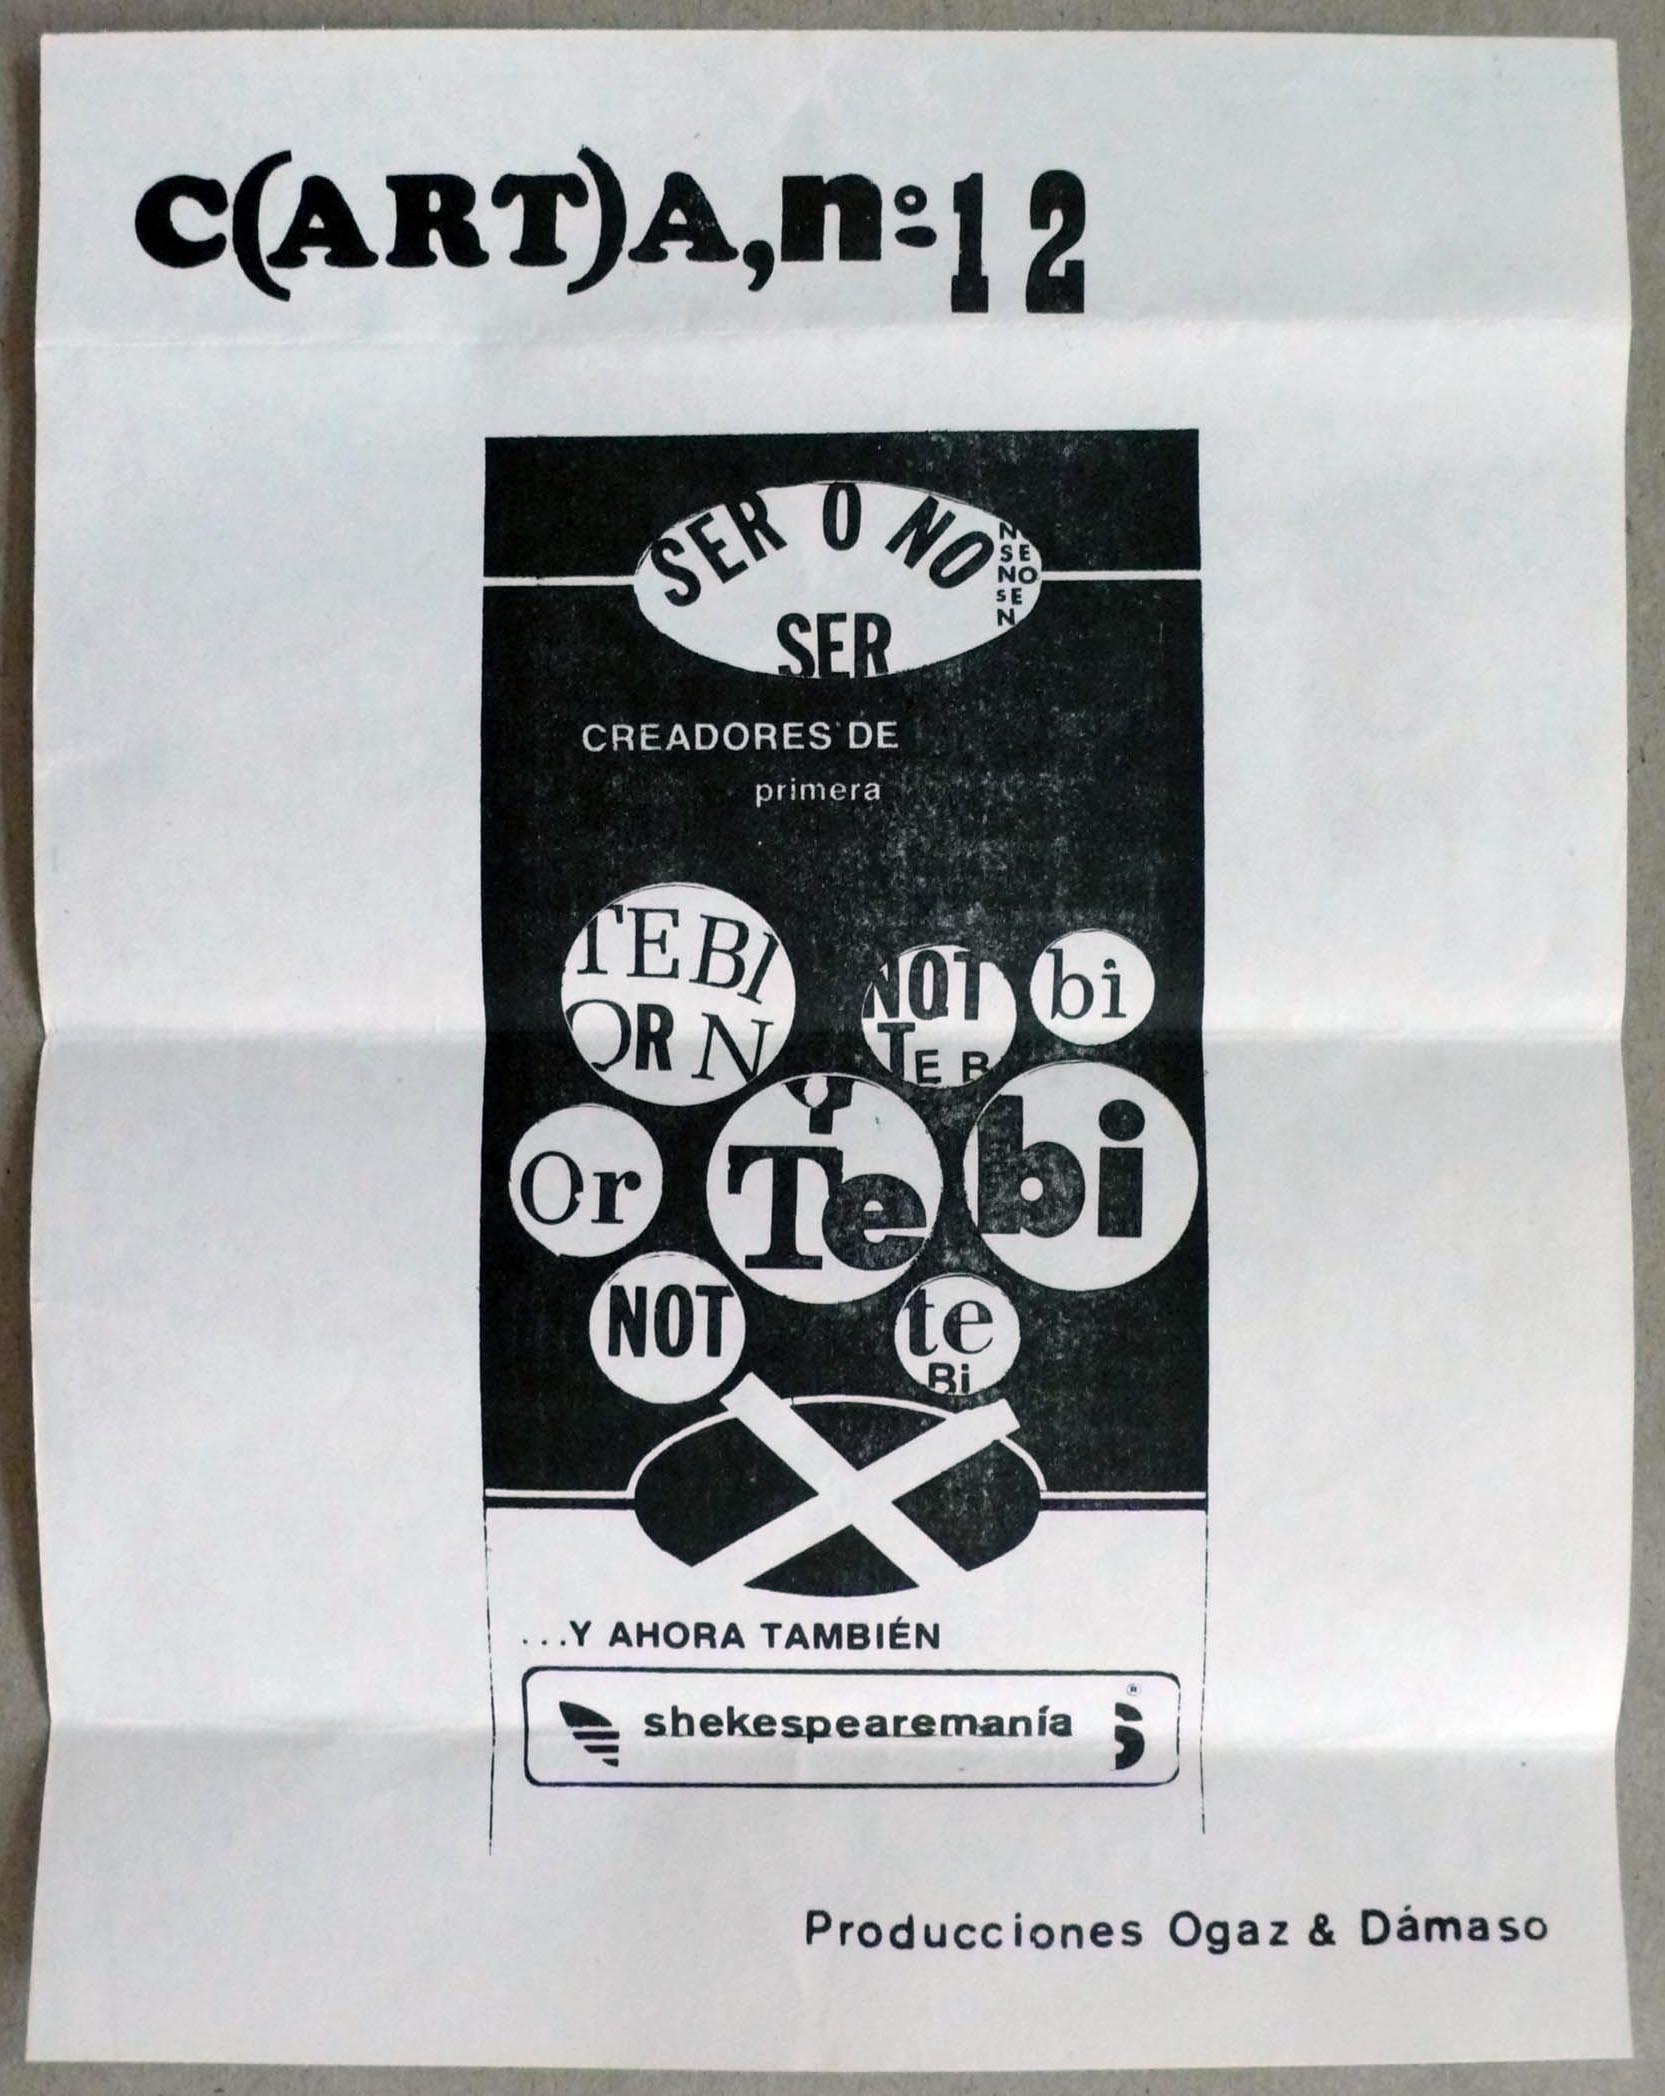 C(ART)A, nº 12
SER O NO
SER
N
SE
NO
SE
N
CREADORES DE
primera
TEBI
OR N
NOT
TE B
bi
Or
Y
Te
bi
NOT
te
Bi
...Y AHORA TAMBIÉN
shekespearemanía ®
Producciones Ogaz & Dámaso